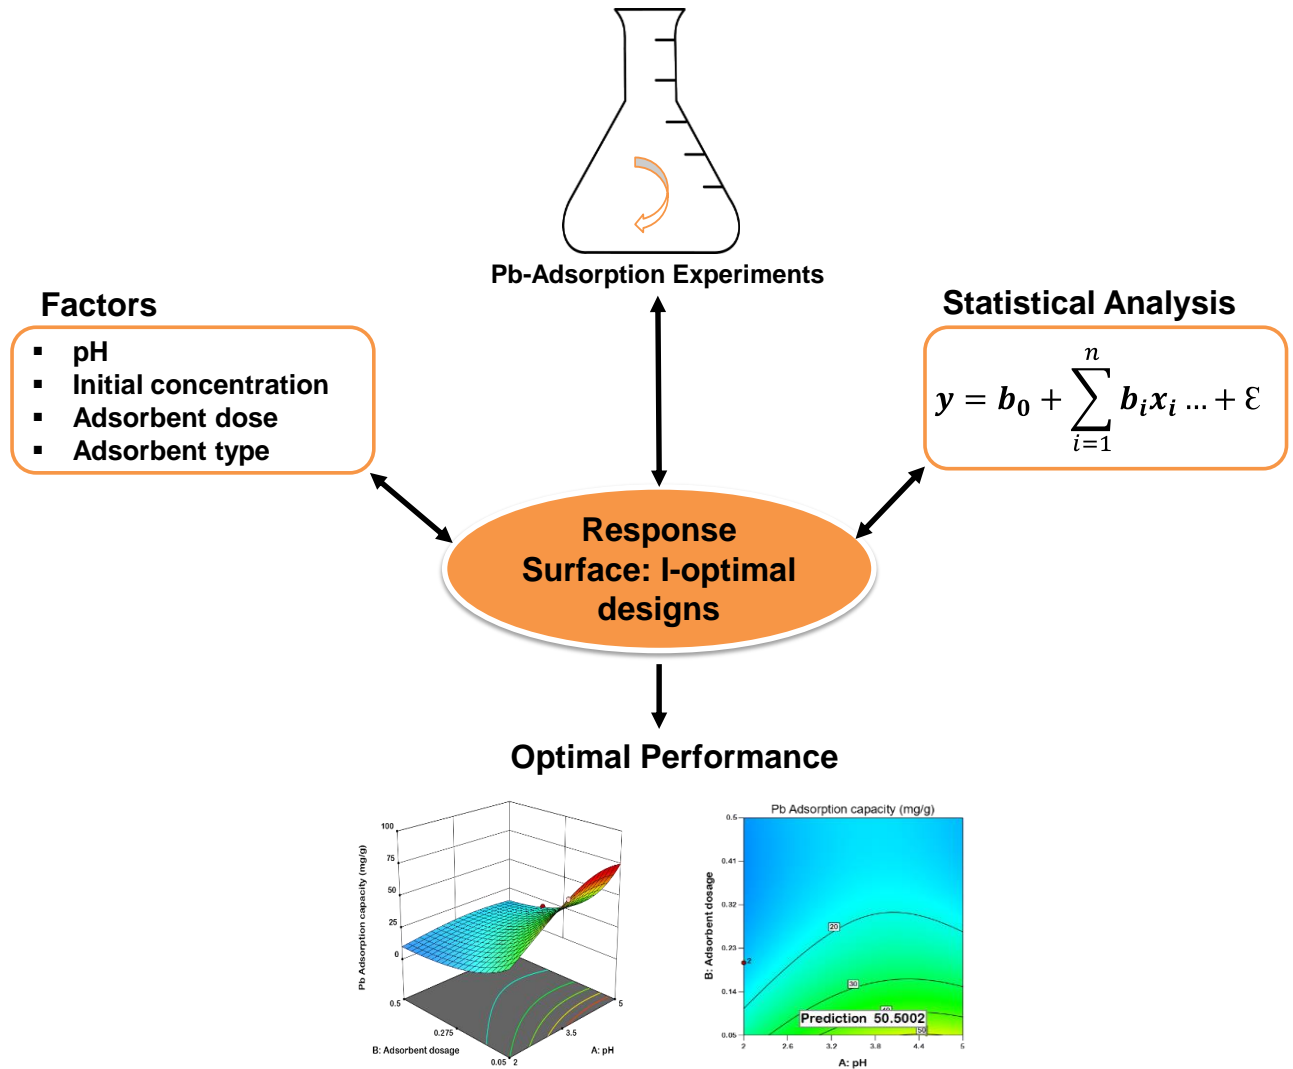 Pb-Adsorption Experiments
Factors
▪ pH
▪ Initial concentration
▪ Adsorbent dose
▪ Adsorbent type
Statistical Analysis
n
y = b₀ + ∑ bᵢxᵢ ... + Ɛ
i=1
Response
Surface: I-optimal
designs
Optimal Performance
Pb Adsorption capacity (mg/g)
100
75
50
25
0
0.5
0.275
0.05
2
3.5
5
B: Adsorbent dosage
A: pH
Pb Adsorption capacity (mg/g)
B: Adsorbent dosage
0.5
0.41
0.32
0.23
0.14
0.05
2
20
30
40
50
Prediction 50.5002
2
2.6
3.2
3.8
4.4
5
A: pH